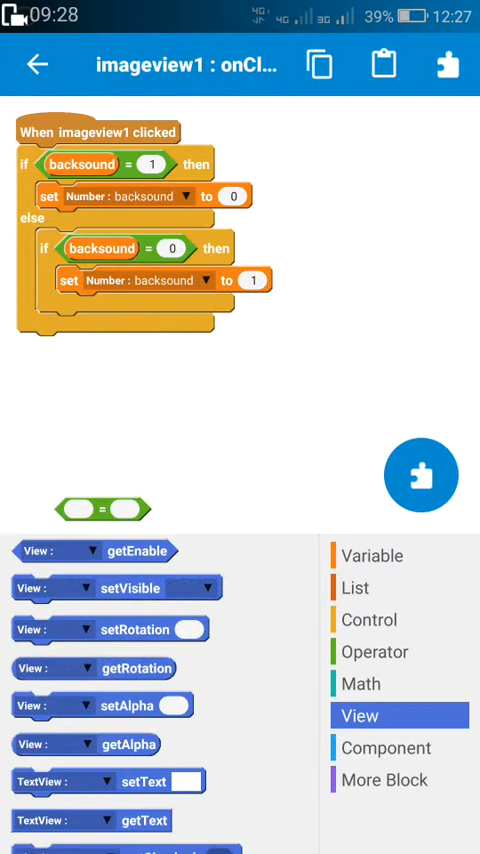 09:28 4G 4G 3G 39% 12:27
imageview1 : onCl...
When imageview1 clicked
if backsound = 1 then
set Number : backsound to 0
else
if backsound = 0 then
set Number : backsound to 1
=
View : getEnable
View : setVisible
View : setRotation
View : getRotation
View : setAlpha
View : getAlpha
TextView : setText
TextView : getText
Variable
List
Control
Operator
Math
View
Component
More Block